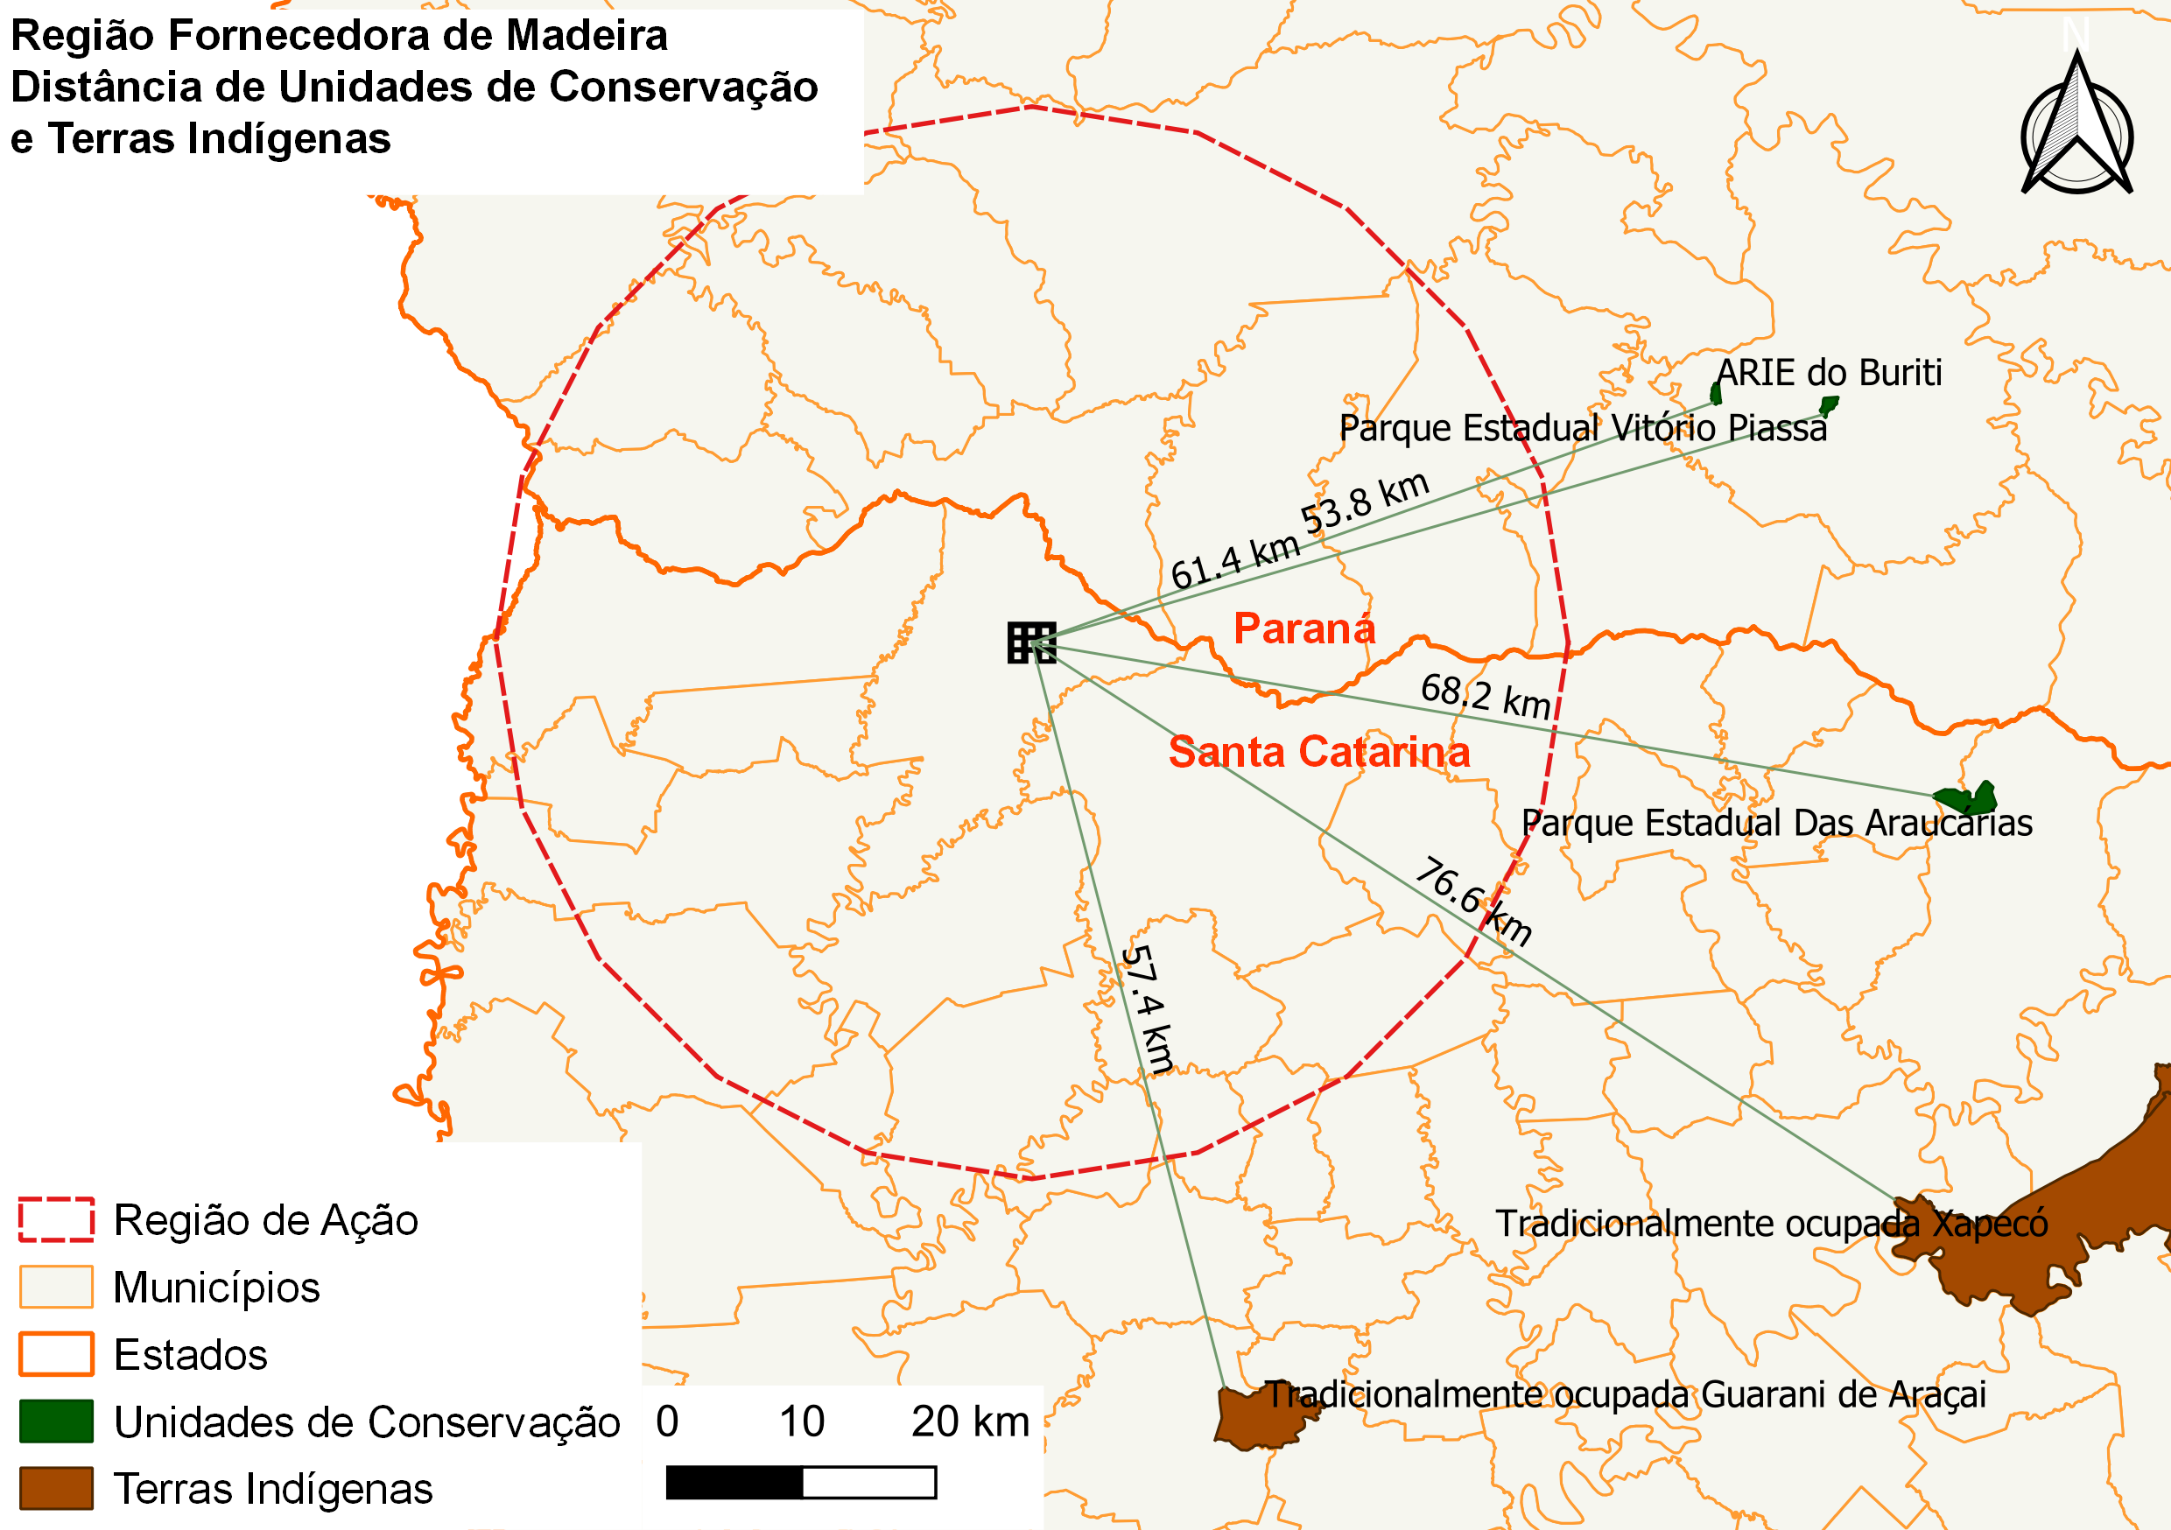 Região Fornecedora de Madeira
Distância de Unidades de Conservação
e Terras Indígenas
N
ARIE do Buriti
Parque Estadual Vitório Piassa
53.8 km
61.4 km
Paraná
68.2 km
Santa Catarina
Parque Estadual Das Araucárias
76.6 km
57.4 km
Tradicionalmente ocupada Xapecó
Tradicionalmente ocupada Guarani de Araçai
Região de Ação
Municípios
Estados
Unidades de Conservação
Terras Indígenas
0 10 20 km